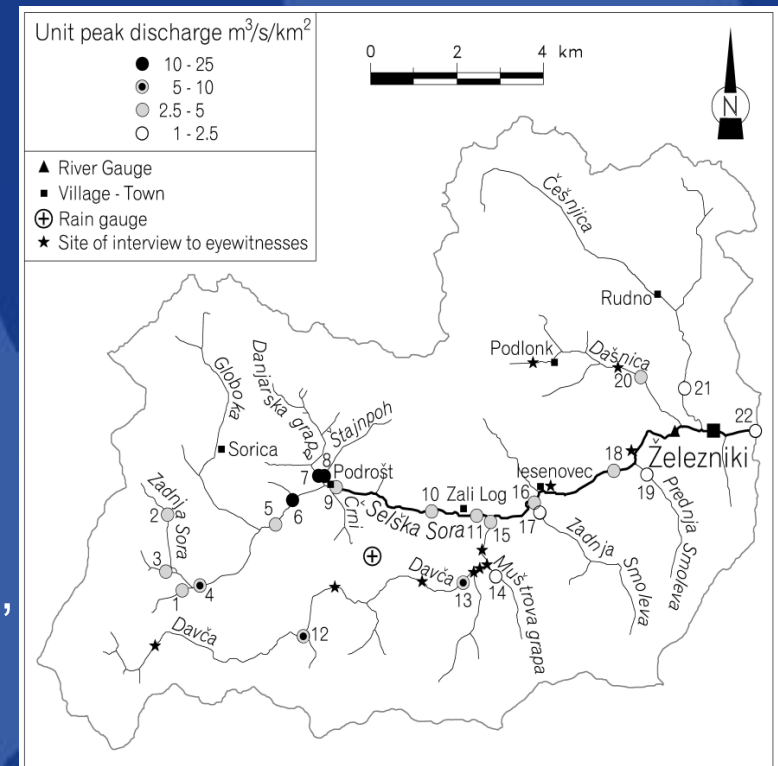 Unit peak discharge m³/s/km²
10 - 25
5 - 10
2.5 - 5
1 - 2.5
River Gauge
Village - Town
Rain gauge
Site of interview to eyewitnesses
0 2 4 km
N
Češnjica
Rudno
Podlonk
Dašnica
20
21
22
Globoka
Danjarska grapa
Štajnpoh
Sorica
8
7
Podrošt
9
Črni
18
Železniki
19
Prednja Smoleva
Iesenovec
16
17
10
Zali Log
Selška Sora
11
15
Zadnja Smoleva
Zadnja Sora
2
5
6
3
1
4
Davča
13
14
Muštrova grapa
Davča
12
,